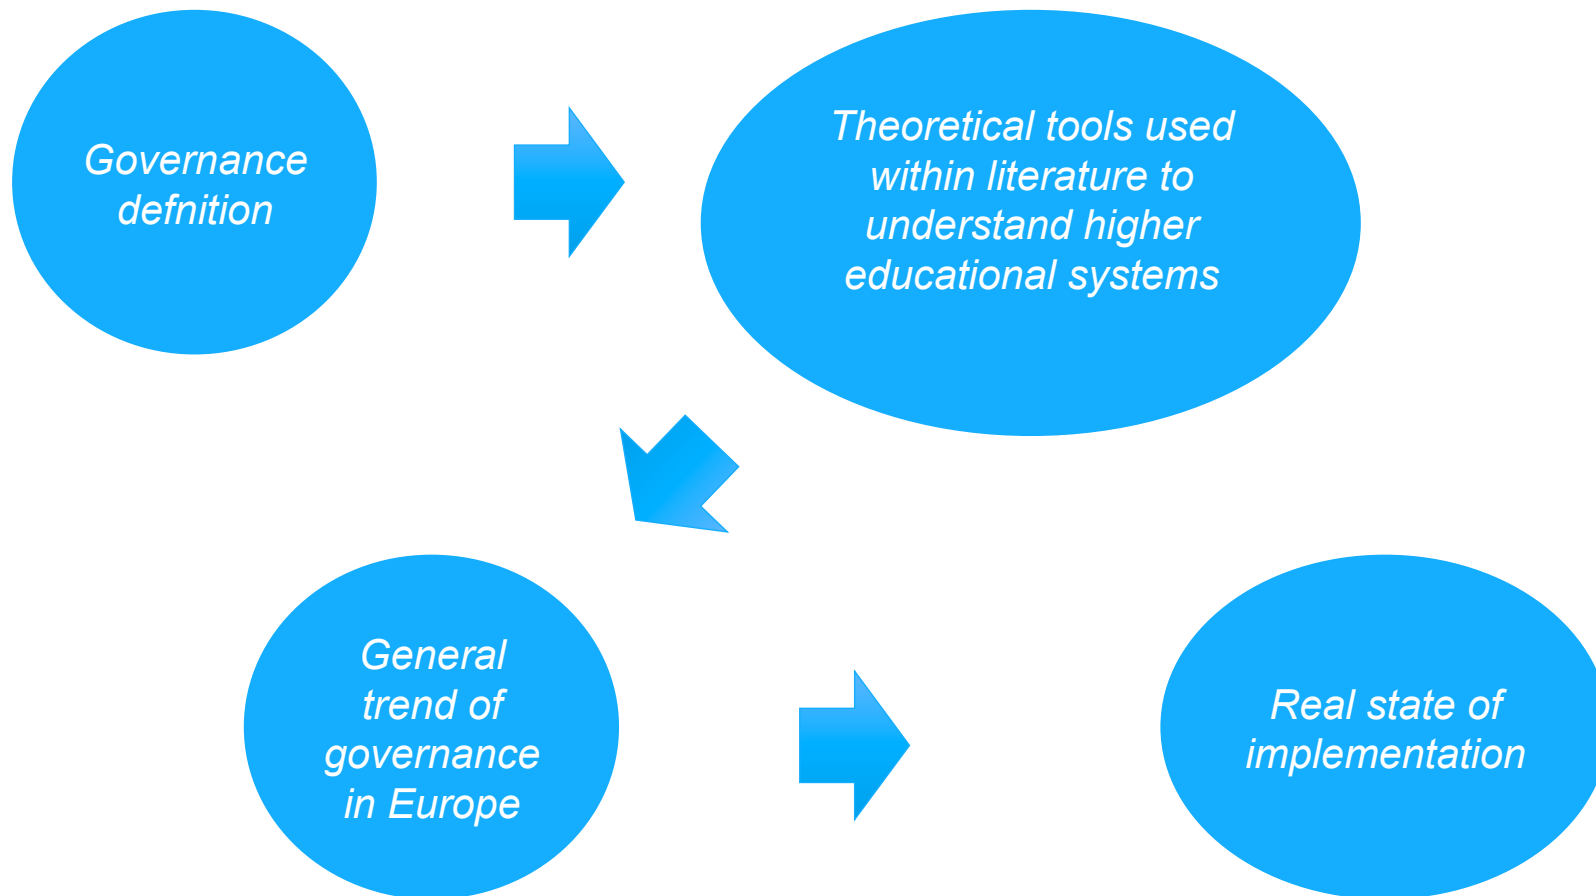 Governance
defnition
Theoretical tools used
within literature to
understand higher
educational systems
General
trend of
governance
in Europe
Real state of
implementation